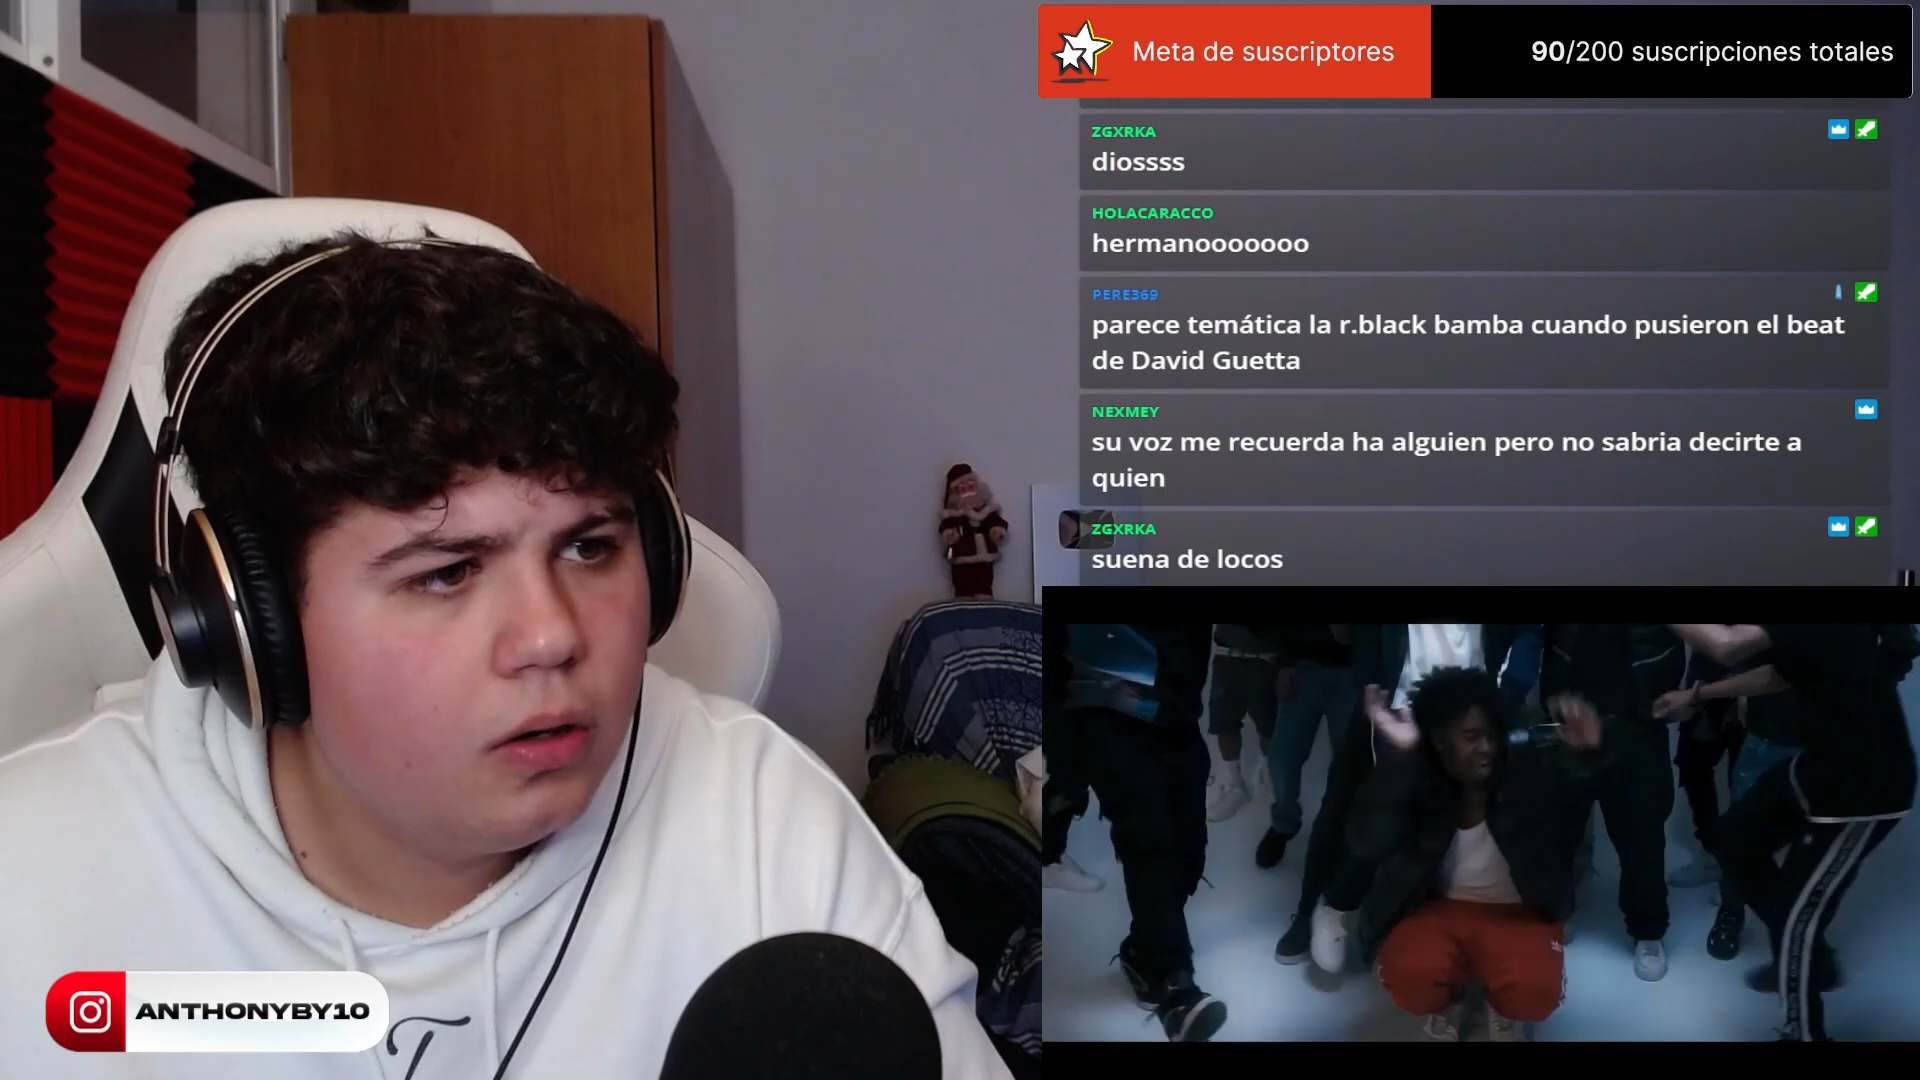 Meta de suscriptores
90/200 suscripciones totales
ZGXRKA
diossss
HOLACARACCO
hermanooooooo
PERE369
parece temática la r.black bamba cuando pusieron el beat
de David Guetta
NEXMEY
su voz me recuerda ha alguien pero no sabria decirte a
quien
ZGXRKA
suena de locos
ANTHONYBY10